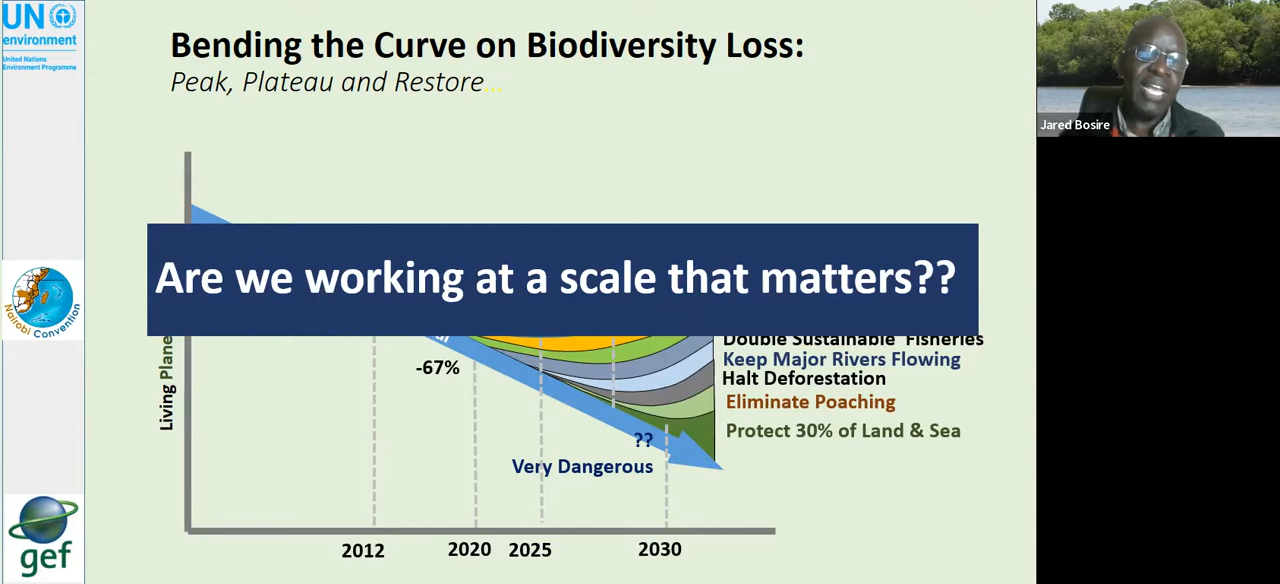 UN
environment
United Nations
Environment Programme
Bending the Curve on Biodiversity Loss:
Peak, Plateau and Restore...
Jared Bosire
Are we working at a scale that matters??
Double Sustainable Fisheries
Keep Major Rivers Flowing
Halt Deforestation
Eliminate Poaching
Protect 30% of Land & Sea
-67%
Living Plane
??
Very Dangerous
Nairobi Convention
gef
2012
2020
2025
2030